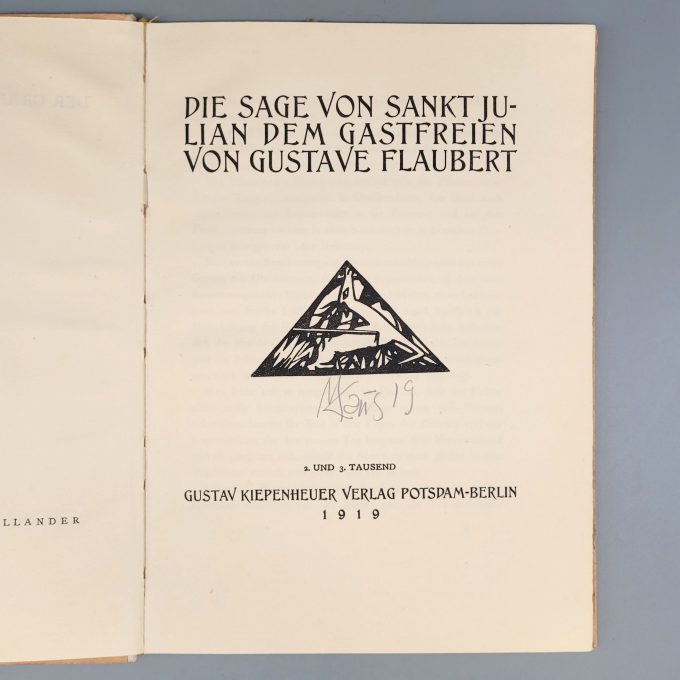 DIE SAGE VON SANKT JU-
LIAN DEM GASTFREIEN
VON GUSTAVE FLAUBERT
19
2. UND 3. TAUSEND
GUSTAV KIEPENHEUER VERLAG POTSDAM-BERLIN
1919
LLANDER